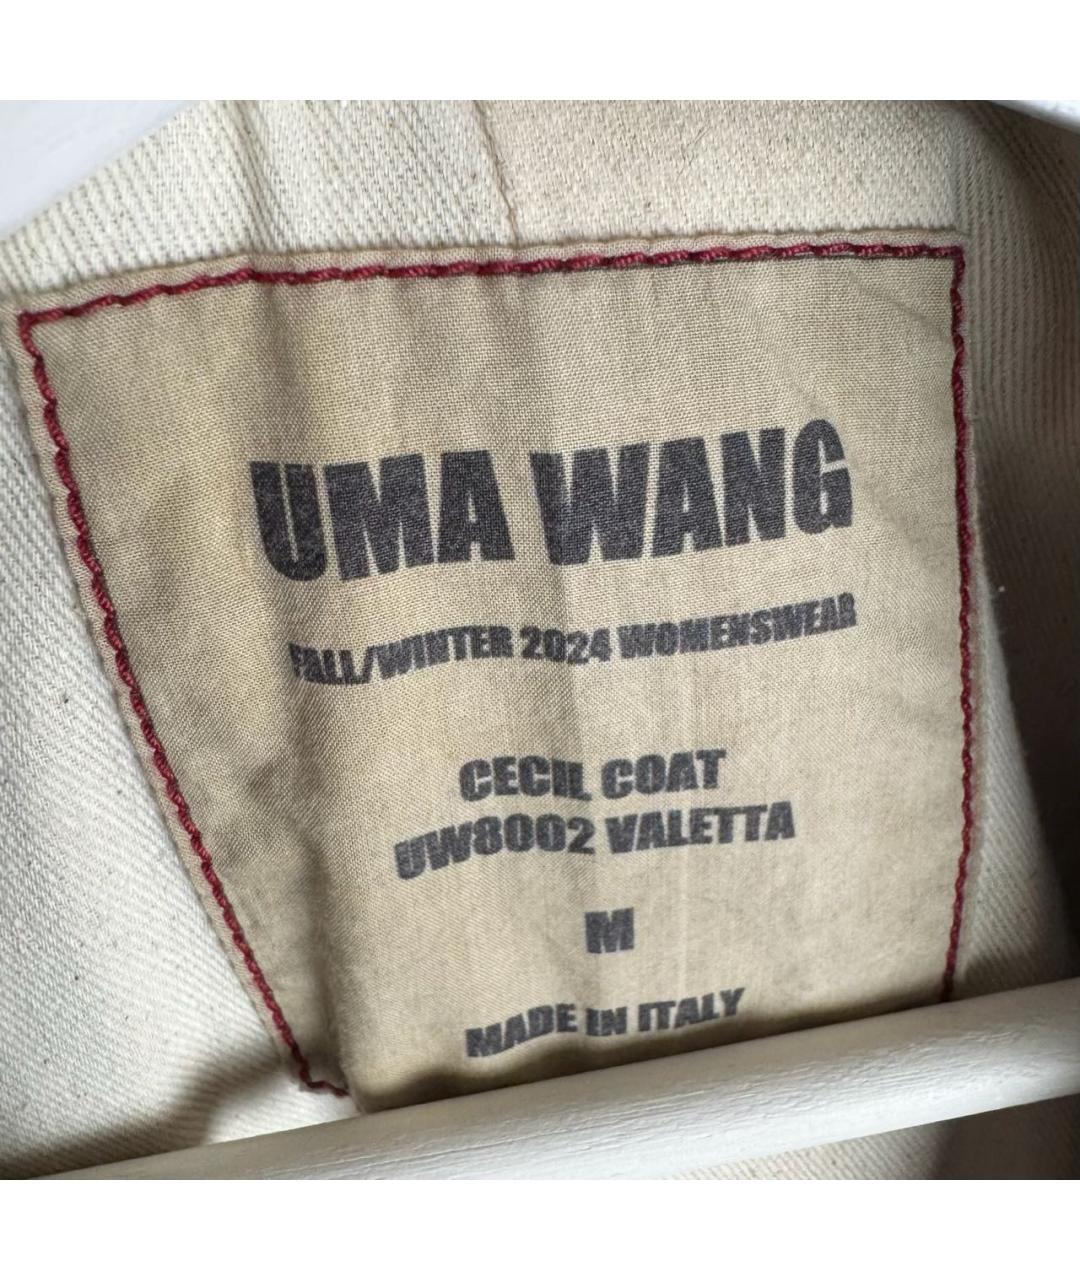 UMA WANG
FALL/WINTER 2024 WOMENSWEAR
CECIL COAT
UW8002 VALETTA
M
MADE IN ITALY